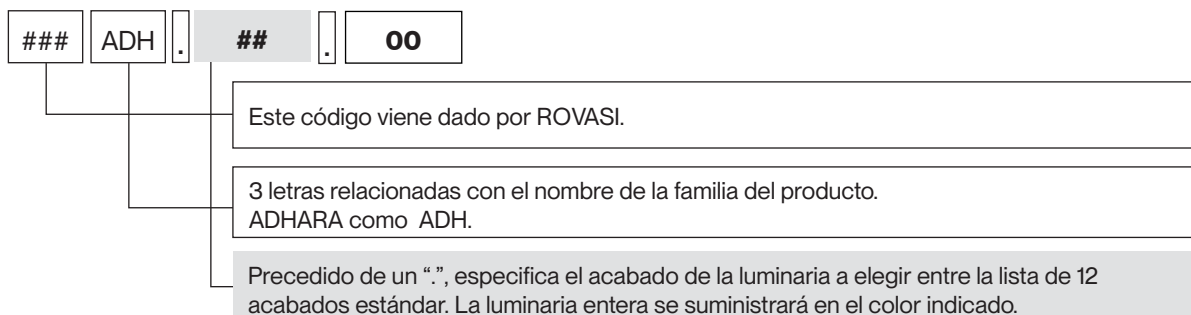 ### ADH . ## . 00
Este código viene dado por ROVASI.
3 letras relacionadas con el nombre de la familia del producto.
ADHARA como ADH.
Precedido de un “.”, especifica el acabado de la luminaria a elegir entre la lista de 12
acabados estándar. La luminaria entera se suministrará en el color indicado.